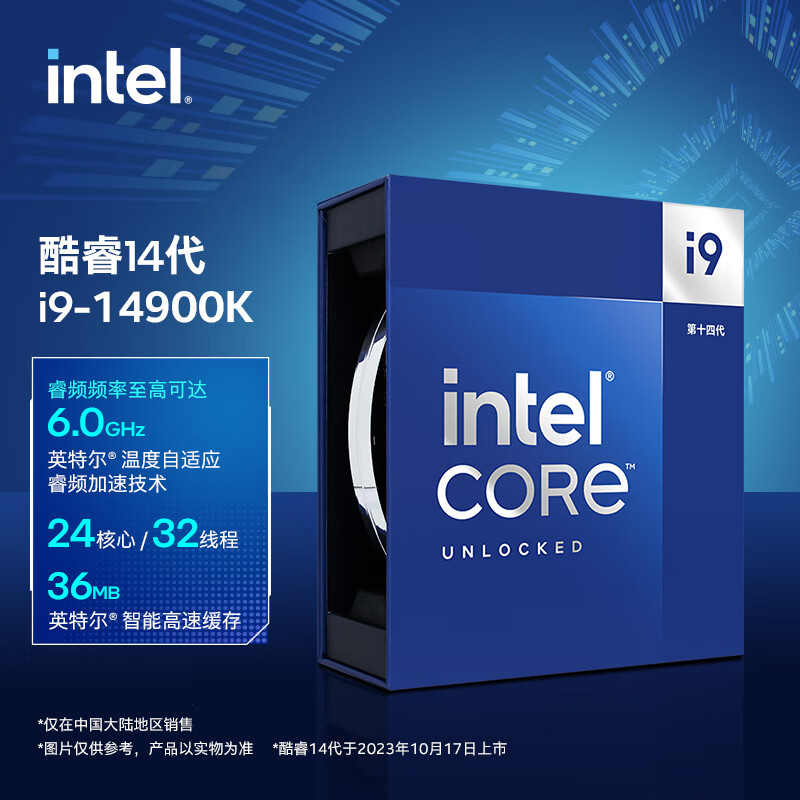 intel®
酷睿14代
i9-14900K
睿频频率至高可达
6.0GHz
英特尔® 温度自适应
睿频加速技术
24核心 / 32线程
36MB
英特尔® 智能高速缓存
i9
第十四代
intel®
CORE™
UNLOCKED
*仅在中国大陆地区销售
*图片仅供参考，产品以实物为准 *酷睿14代于2023年10月17日上市